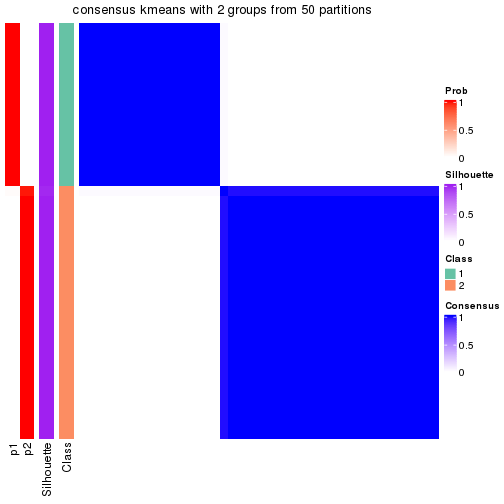 consensus kmeans with 2 groups from 50 partitions
Prob
1
0.5
0
Silhouette
1
0.5
0
Class
1
2
Consensus
1
0.5
0
p1
p2
Silhouette
Class